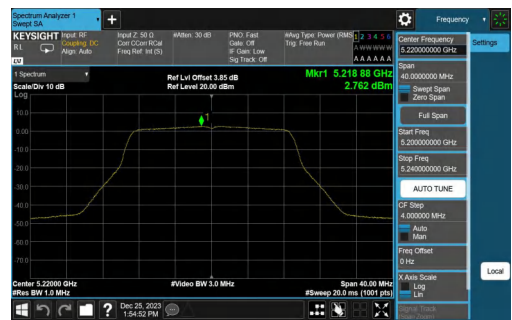 Spectrum Analyzer 1
Swept SA
Frequency
KEYSIGHT
RL
Input: RF
Coupling: DC
Align: Auto
Input Z: 50 Ω
Corr CCorr RCal
Freq Ref: Int (S)
#Atten: 30 dB
PNO: Fast
Gate: Off
IF Gain: Low
Sig Track: Off
#Avg Type: Power (RMS
Trig: Free Run
1 2 3 4 5 6
A W W W W W
A A A A A A
LV
1 Spectrum
Scale/Div 10 dB
Log
Ref Lvl Offset 3.85 dB
Ref Level 20.00 dBm
Mkr1 5.218 88 GHz
2.762 dBm
1
10.0
0.00
-10.0
-20.0
-30.0
-40.0
-50.0
-60.0
-70.0
Center 5.22000 GHz
#Res BW 1.0 MHz
#Video BW 3.0 MHz
Span 40.00 MHz
#Sweep 20.0 ms (1001 pts)
Dec 25, 2023
1:54:52 PM
Center Frequency
5.220000000 GHz
Span
40.0000000 MHz
Swept Span
Zero Span
Full Span
Start Freq
5.200000000 GHz
Stop Freq
5.240000000 GHz
AUTO TUNE
CF Step
4.000000 MHz
Auto
Man
Freq Offset
0 Hz
X Axis Scale
Log
Lin
Signal Track
Settings
Local